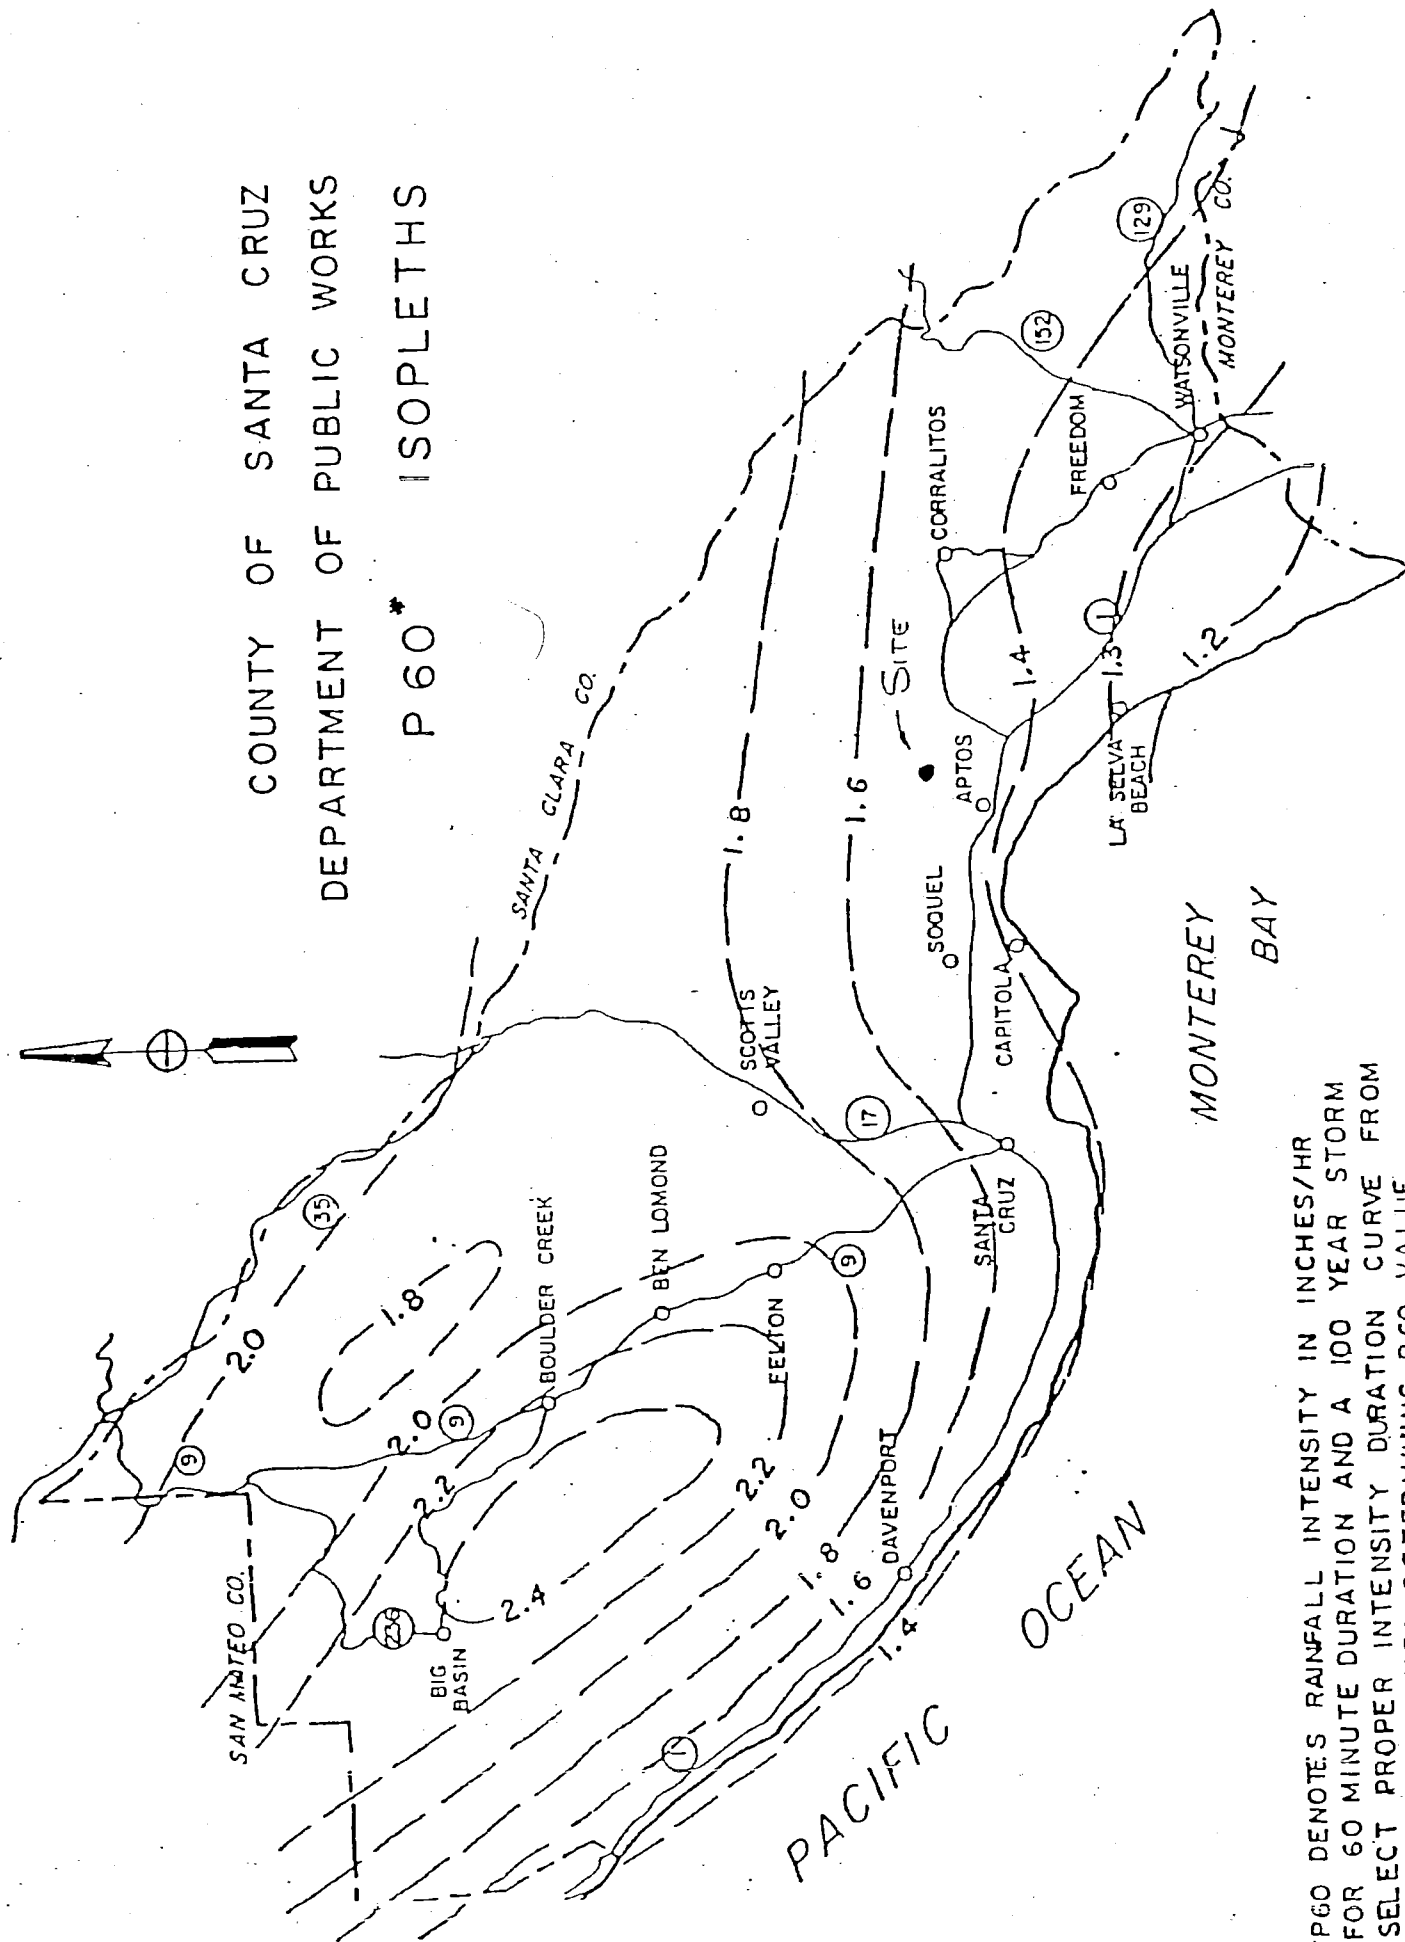 COUNTY OF SANTA CRUZ
DEPARTMENT OF PUBLIC WORKS
P60* ISOPLETHS
SANTA CLARA CO.
SAN MATEO CO.
35
9
2.0
1.8
9
2.0
2.2
236
BIG
BASIN
2.4
BOULDER CREEK
BEN LOMOND
FELTON
9
SCOTTS
VALLEY
17
1.8
1.6
SITE
2.2
2.0
1.8
1.6
1.4
1
DAVENPORT
SANTA
CRUZ
SOQUEL
CAPITOLA
APTOS
CORRALITOS
152
129
FREEDOM
WATSONVILLE
MONTEREY CO.
1.4
1
1.3
1.2
LA SELVA
BEACH
MONTEREY
BAY
PACIFIC
OCEAN
P60 DENOTES RAINFALL INTENSITY IN INCHES/HR
FOR 60 MINUTE DURATION AND A 100 YEAR STORM
SELECT PROPER INTENSITY DURATION CURVE FROM
P60 VALUE